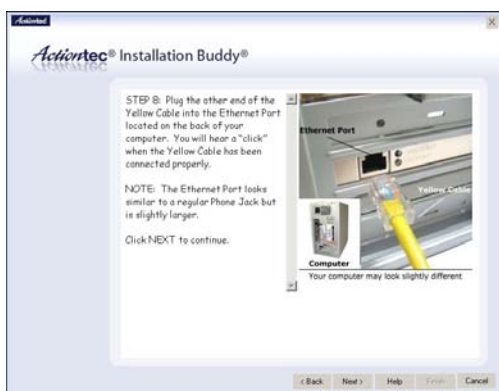 Actiontec
Actiontec® Installation Buddy®
STEP 8: Plug the other end of the
Yellow Cable into the Ethernet Port
located on the back of your
computer. You will hear a "click"
when the Yellow Cable has been
connected properly.
NOTE: The Ethernet Port looks
similar to a regular Phone Jack but
is slightly larger.
Click NEXT to continue.
Ethernet Port
Yellow Cable
Computer
Your computer may look slightly different
< Back
Next >
Help
Finish
Cancel